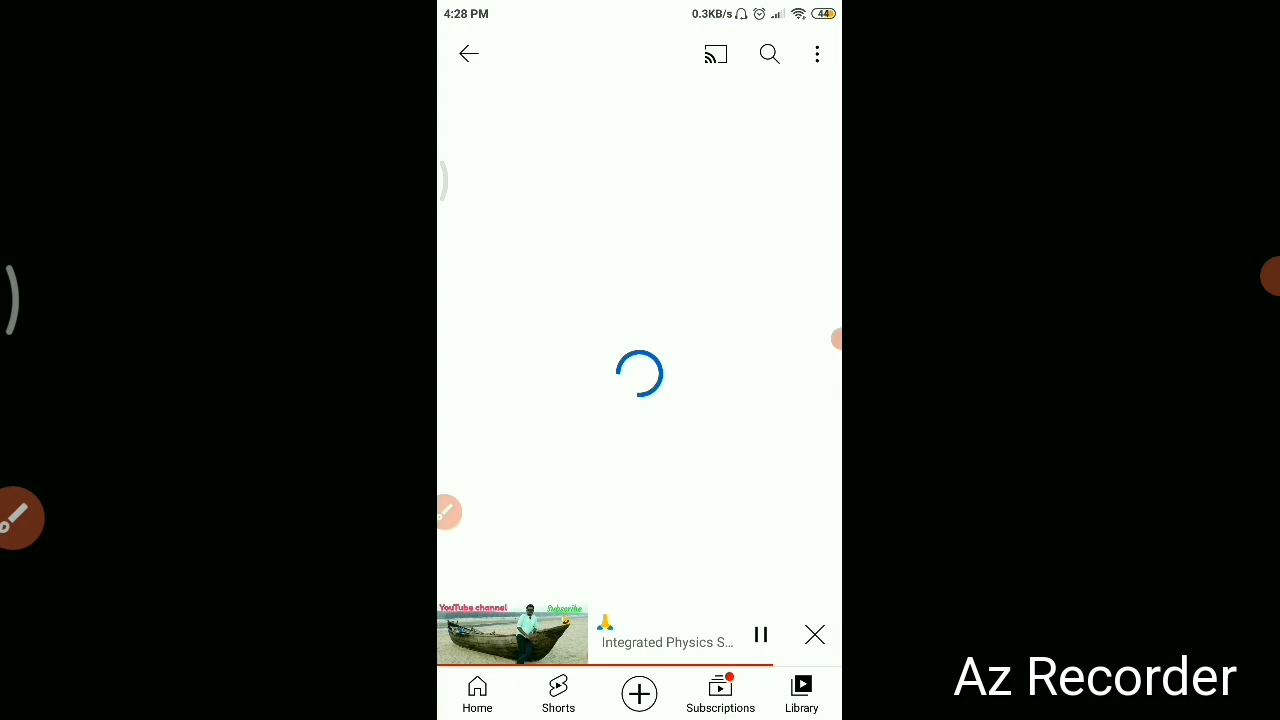 4:28 PM
0.3KB/s
44
YouTube channel
Subscribe
🙏
Integrated Physics S...
Home
Shorts
Subscriptions
Library
Az Recorder